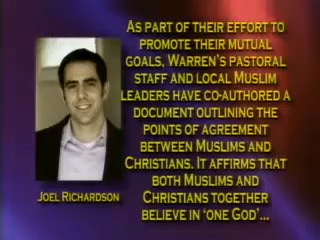 AS PART OF THEIR EFFORT TO
PROMOTE THEIR MUTUAL
GOALS, WARREN'S PASTORAL
STAFF AND LOCAL MUSLIM
LEADERS HAVE CO-AUTHORED A
DOCUMENT OUTLINING THE
POINTS OF AGREEMENT
BETWEEN MUSLIMS AND
CHRISTIANS. IT AFFIRMS THAT
BOTH MUSLIMS AND
CHRISTIANS TOGETHER
BELIEVE IN 'ONE GOD'...
JOEL RICHARDSON